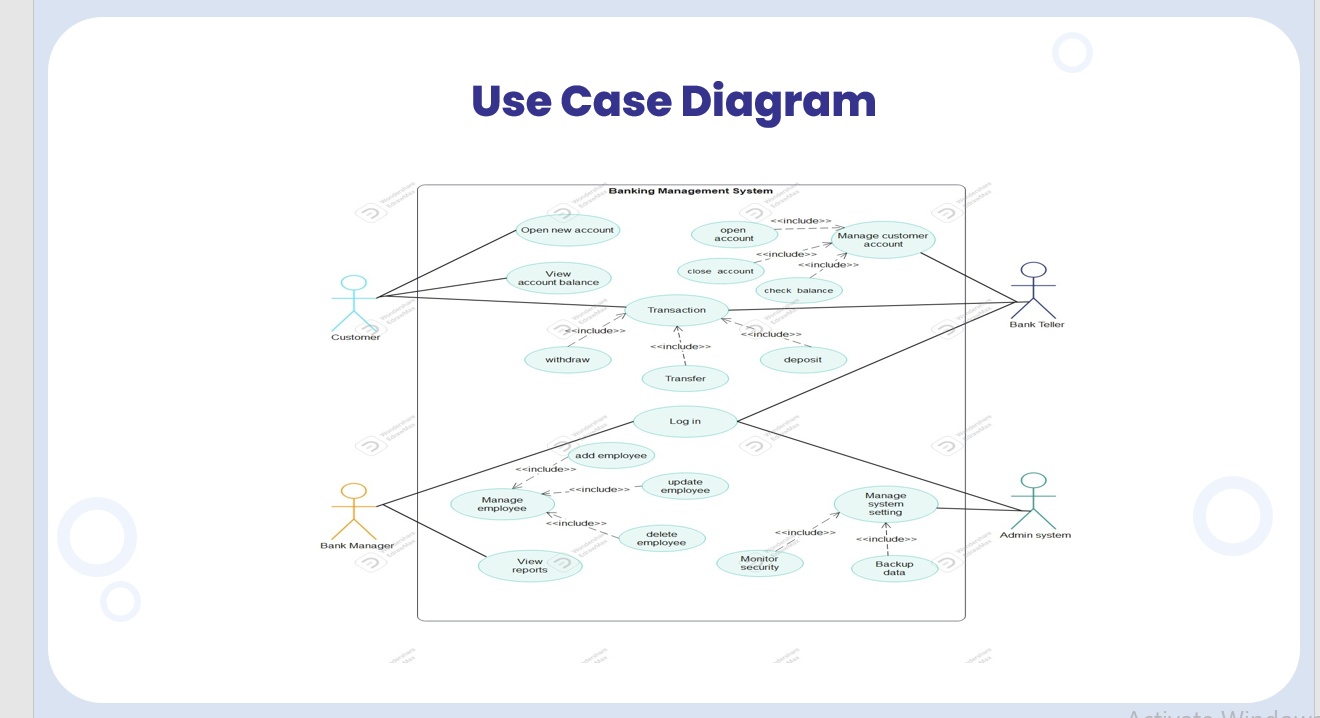 Use Case Diagram
Banking Management System
Open new account
open
account
<<include>>
Manage customer
account
View
account balance
close account
<<include>>
<<include>>
check balance
Customer
Transaction
Bank Teller
<<include>>
<<include>>
<<include>>
withdraw
Transfer
deposit
Log in
add employee
<<include>>
Manage
employee
<<include>>
update
employee
<<include>>
delete
employee
Bank Manager
View
reports
Manage
system
setting
Admin system
<<include>>
<<include>>
Monitor
security
Backup
data
Wondershare
EdrawMax